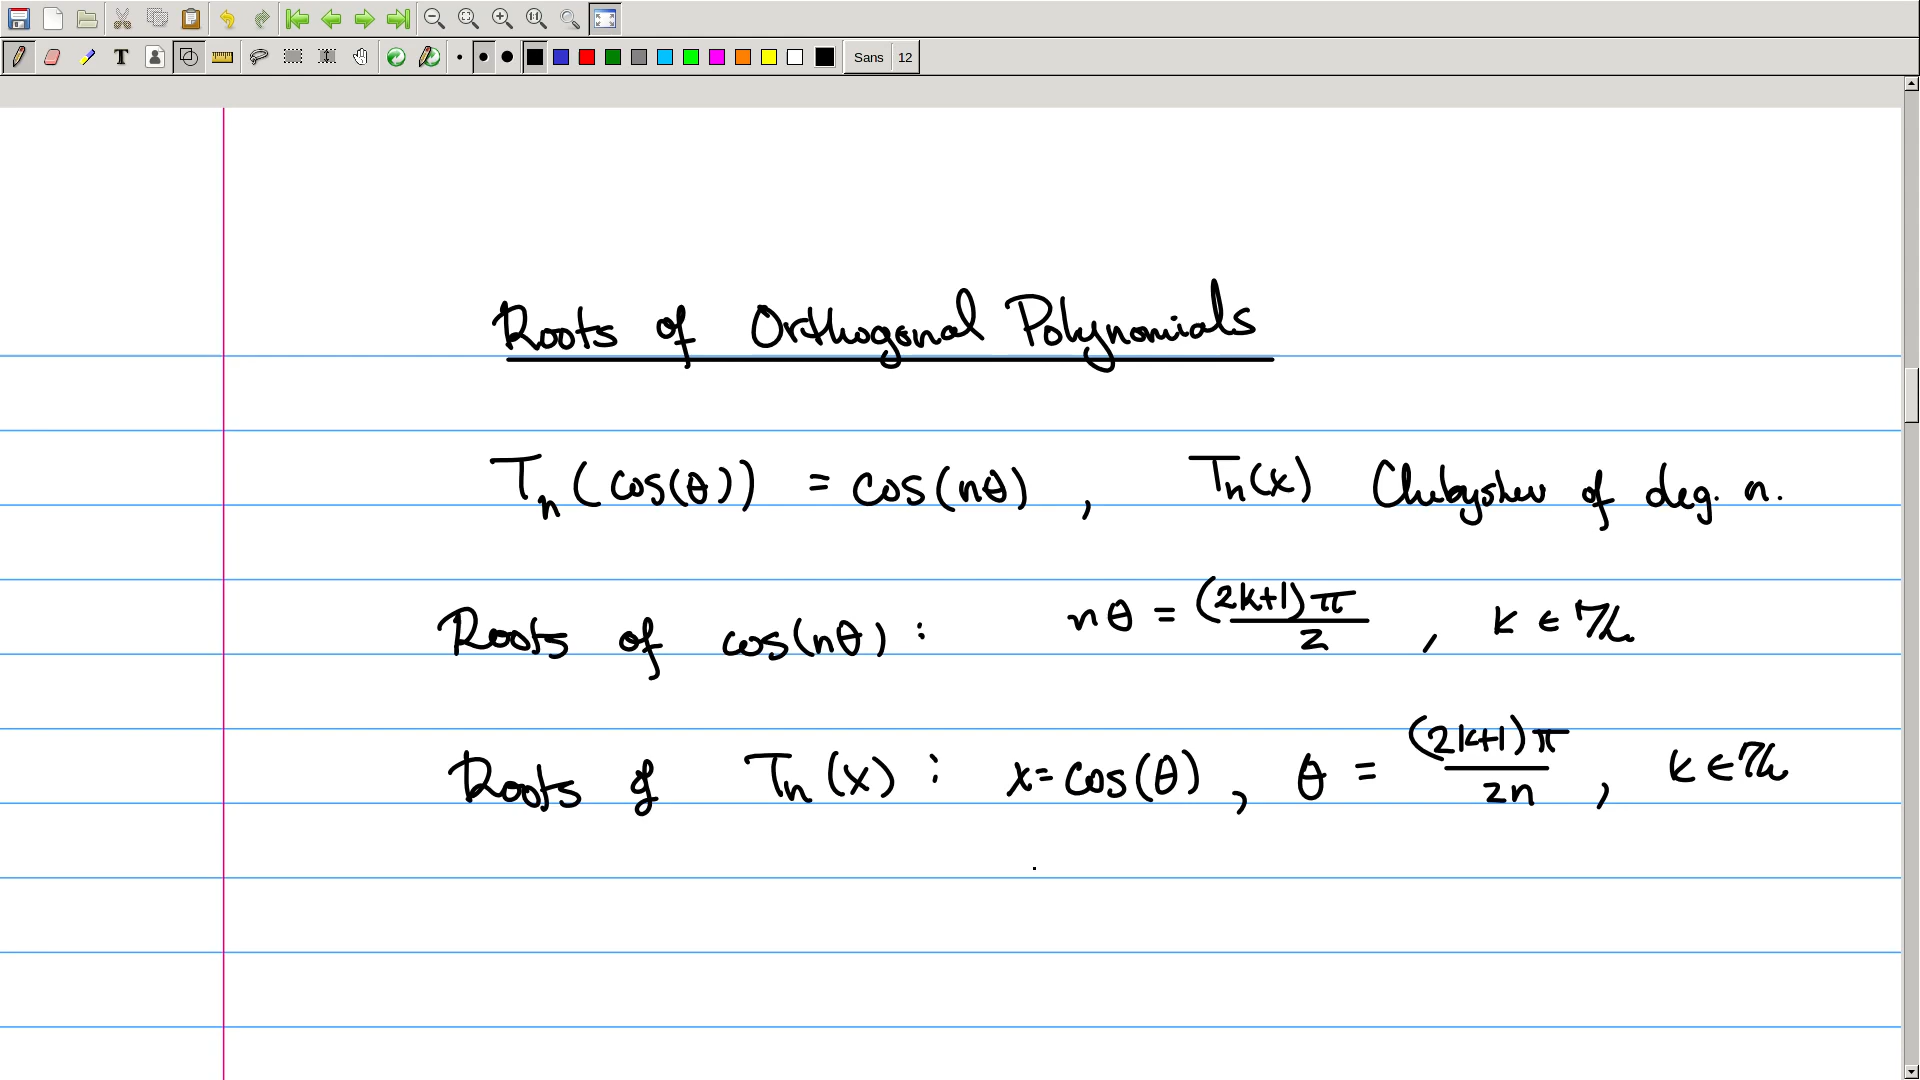 Sans 12
Roots of Orthogonal Polynomials
Tₙ(cos(θ)) = cos(nθ) , Tₙ(x) Chebyshev of deg. n.
Roots of cos(nθ) : nθ = (2k+1)π/2 , k ∈ ℤ
Roots of Tₙ(x) : x=cos(θ) , θ = (2k+1)π/2n , k ∈ ℤ